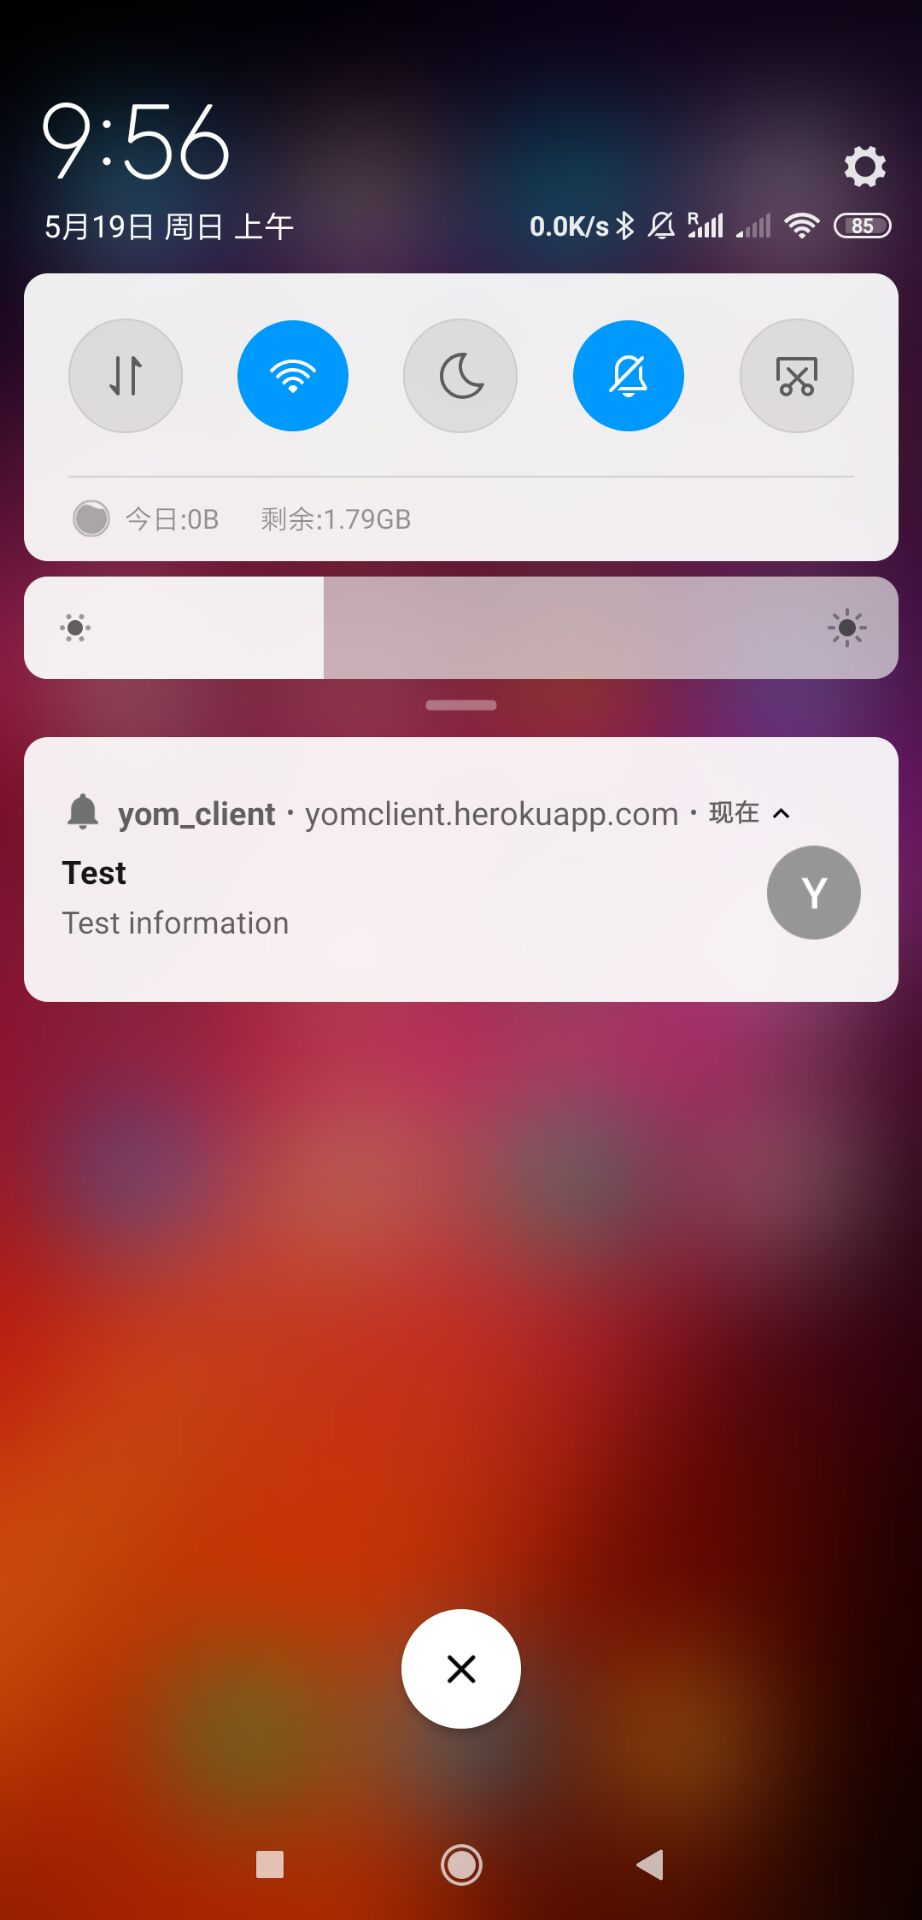 9:56
5月19日 周日 上午
0.0K/s R 85
今日:0B 剩余:1.79GB
yom_client · yomclient.herokuapp.com · 现在
Test
Y
Test information